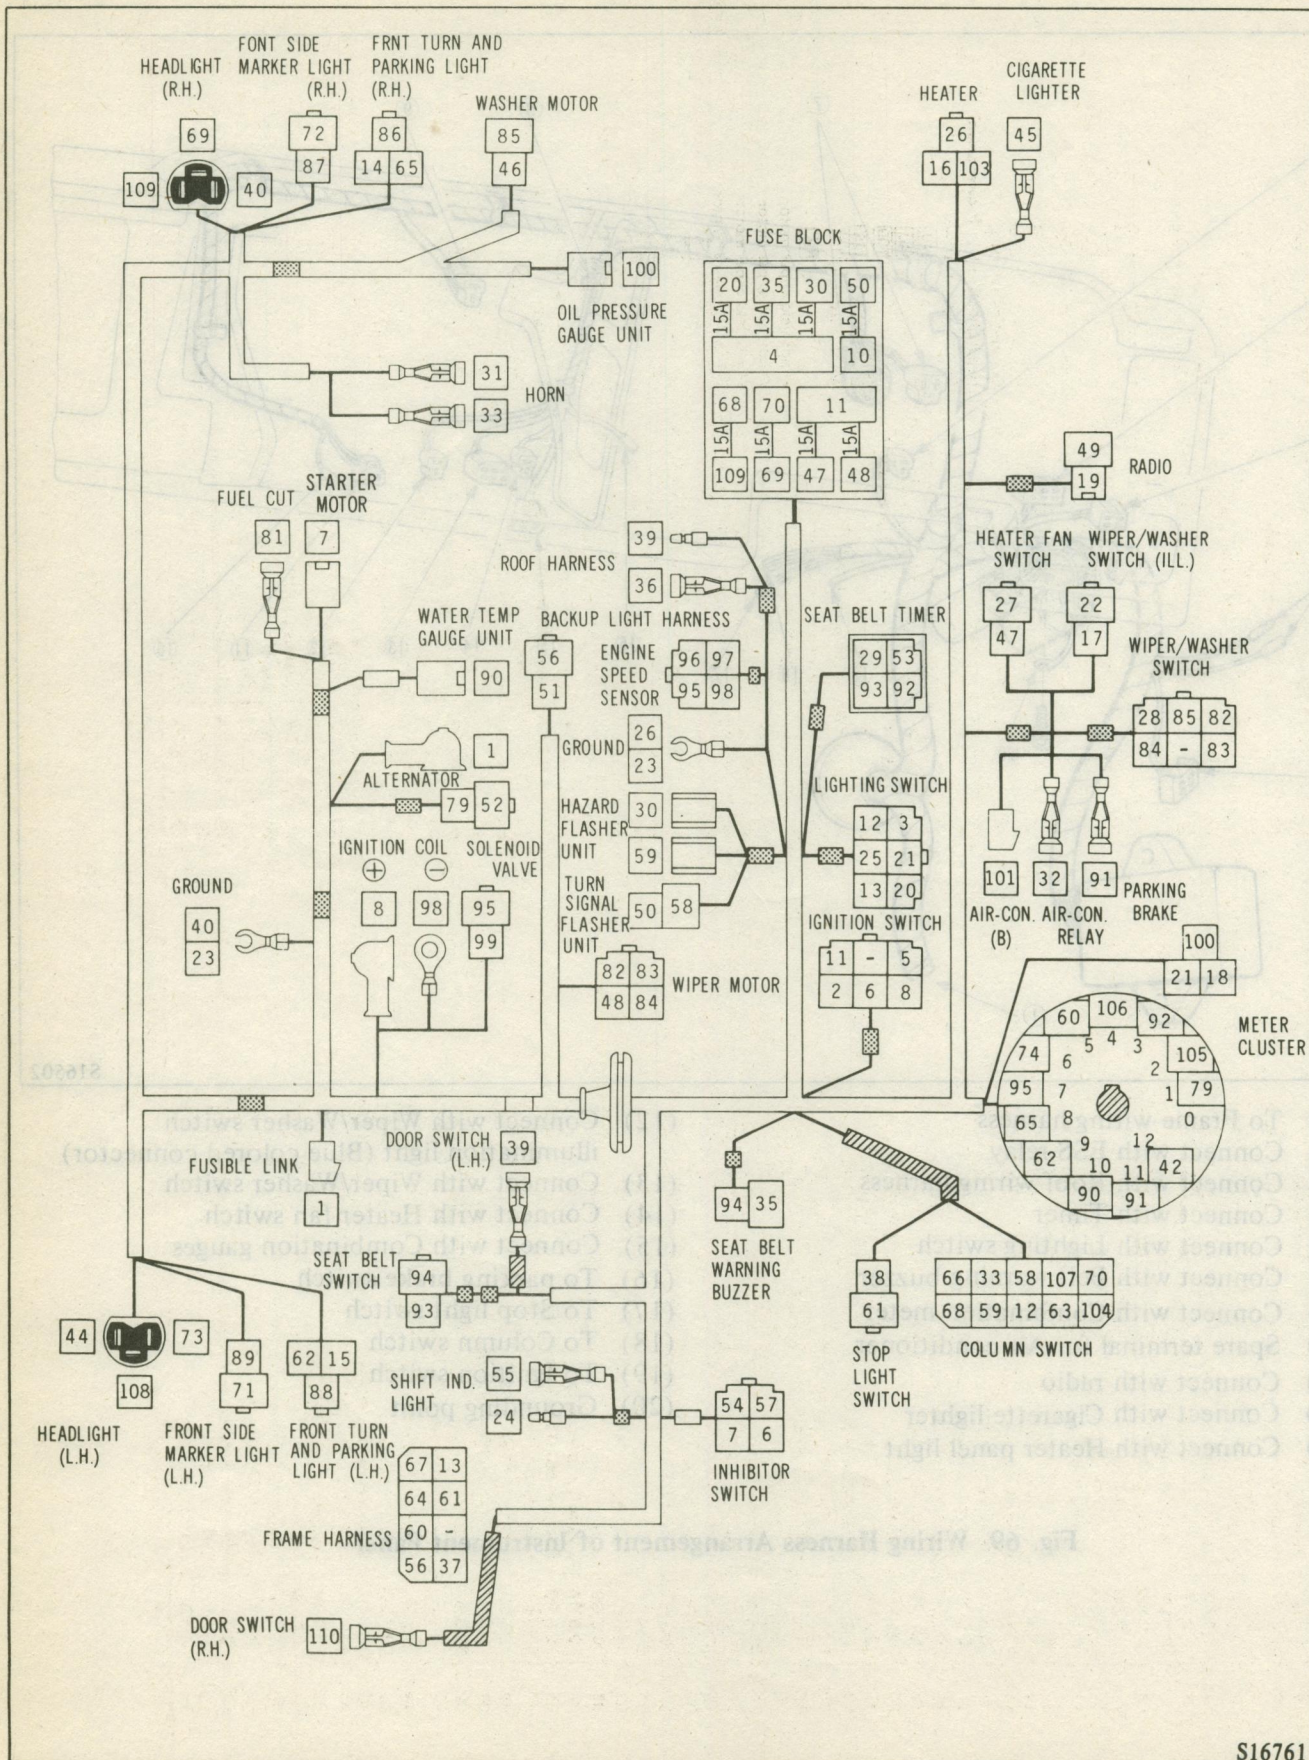 HEADLIGHT
(R.H.)
FONT SIDE
MARKER LIGHT
(R.H.)
FRNT TURN AND
PARKING LIGHT
(R.H.)
WASHER MOTOR
69
109
40
72
87
86
14 65
85
46
100
OIL PRESSURE
GAUGE UNIT
31
33
HORN
HEATER
26
16 103
CIGARETTE
LIGHTER
45
FUSE BLOCK
20 35 30 50
15A 15A 15A 15A
4 10
68 70 11
15A 15A 15A 15A
109 69 47 48
49
19
RADIO
FUEL CUT
81
STARTER
MOTOR
7
39
ROOF HARNESS
36
HEATER FAN
SWITCH
27
47
WIPER/WASHER
SWITCH (ILL.)
22
17
WATER TEMP
GAUGE UNIT
90
BACKUP LIGHT HARNESS
56
51
ENGINE
SPEED
SENSOR
96 97
95 98
SEAT BELT TIMER
29 53
93 92
WIPER/WASHER
SWITCH
28 85 82
84 - 83
GROUND
26
23
1
ALTERNATOR
79 52
HAZARD
FLASHER
UNIT
30
59
TURN
SIGNAL
FLASHER
UNIT
50 58
LIGHTING SWITCH
12 3
25 21
13 20
IGNITION COIL
+ -
8 98
SOLENOID
VALVE
95
99
GROUND
40
23
IGNITION SWITCH
11 - 5
2 6 8
101
AIR-CON.
(B)
32
AIR-CON.
RELAY
91
PARKING
BRAKE
82 83
48 84
WIPER MOTOR
100
21 18
METER
CLUSTER
60 106 92
74 105
95 79
65
62 42
90 91
1 2 3 4 5 6 7 8 9 10 11 12
FUSIBLE LINK
1
DOOR SWITCH
(L.H.)
39
SEAT BELT
SWITCH
94
93
94 35
SEAT BELT
WARNING
BUZZER
38
61
STOP
LIGHT
SWITCH
66 33 58 107 70
68 59 12 63 104
COLUMN SWITCH
44
73
108
HEADLIGHT
(L.H.)
89
71
FRONT SIDE
MARKER LIGHT
(L.H.)
62 15
88
FRONT TURN
AND PARKING
LIGHT (L.H.)
SHIFT IND.
LIGHT
55
24
54 57
7 6
INHIBITOR
SWITCH
FRAME HARNESS
67 13
64 61
60 -
56 37
DOOR SWITCH
(R.H.)
110
S16761